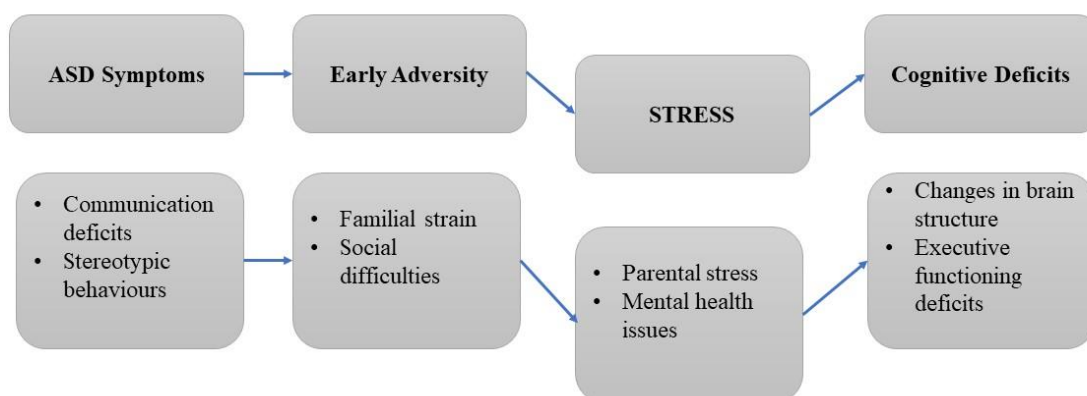 ASD Symptoms
Early Adversity
STRESS
Cognitive Deficits
• Communication
deficits
• Stereotypic
behaviours
• Familial strain
• Social
difficulties
• Parental stress
• Mental health
issues
• Changes in brain
structure
• Executive
functioning
deficits